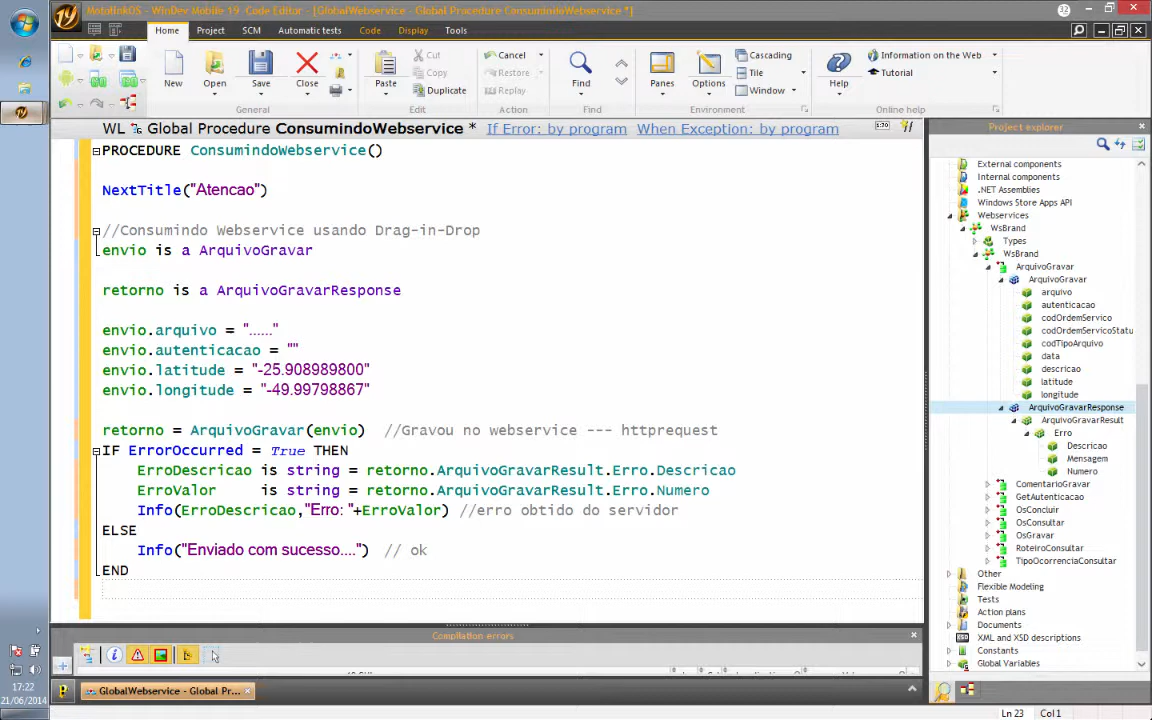 MotolinkOS - WinDev Mobile 19 Code Editor - [GlobalWebservice - Global Procedure ConsumindoWebservice *]
32
Home Project SCM Automatic tests Code Display Tools
New Open Save Close
General
Paste Cut Copy Duplicate
Edit
Cancel Restore Replay
Action
Find
Find
Panes Options Cascading Tile Window
Environment
Help Information on the Web Tutorial
Online help
WL Global Procedure ConsumindoWebservice * If Error: by program When Exception: by program
PROCEDURE ConsumindoWebservice()
NextTitle("Atencao")
//Consumindo Webservice usando Drag-in-Drop
envio is a ArquivoGravar
retorno is a ArquivoGravarResponse
envio.arquivo = "......"
envio.autenticacao = ""
envio.latitude = "-25.908989800"
envio.longitude = "-49.99798867"
retorno = ArquivoGravar(envio) //Gravou no webservice --- httprequest
IF ErrorOccurred = True THEN
ErroDescricao is string = retorno.ArquivoGravarResult.Erro.Descricao
ErroValor is string = retorno.ArquivoGravarResult.Erro.Numero
Info(ErroDescricao,"Erro: "+ErroValor) //erro obtido do servidor
ELSE
Info("Enviado com sucesso....") // ok
END
Compilation errors
GlobalWebservice - Global Pr...
Project explorer
External components
Internal components
.NET Assemblies
Windows Store Apps API
Webservices
WsBrand
Types
WsBrand
ArquivoGravar
ArquivoGravar
arquivo
autenticacao
codOrdemServico
codOrdemServicoStatu
codTipoArquivo
data
descricao
latitude
longitude
ArquivoGravarResponse
ArquivoGravarResult
Erro
Descricao
Mensagem
Numero
ComentarioGravar
GetAutenticacao
OsConcluir
OsConsultar
OsGravar
RoteiroConsultar
TipoOcorrenciaConsultar
Other
Flexible Modeling
Tests
Action plans
Documents
XML and XSD descriptions
Constants
Global Variables
Ln 23 Col 1
17:22
21/06/2014